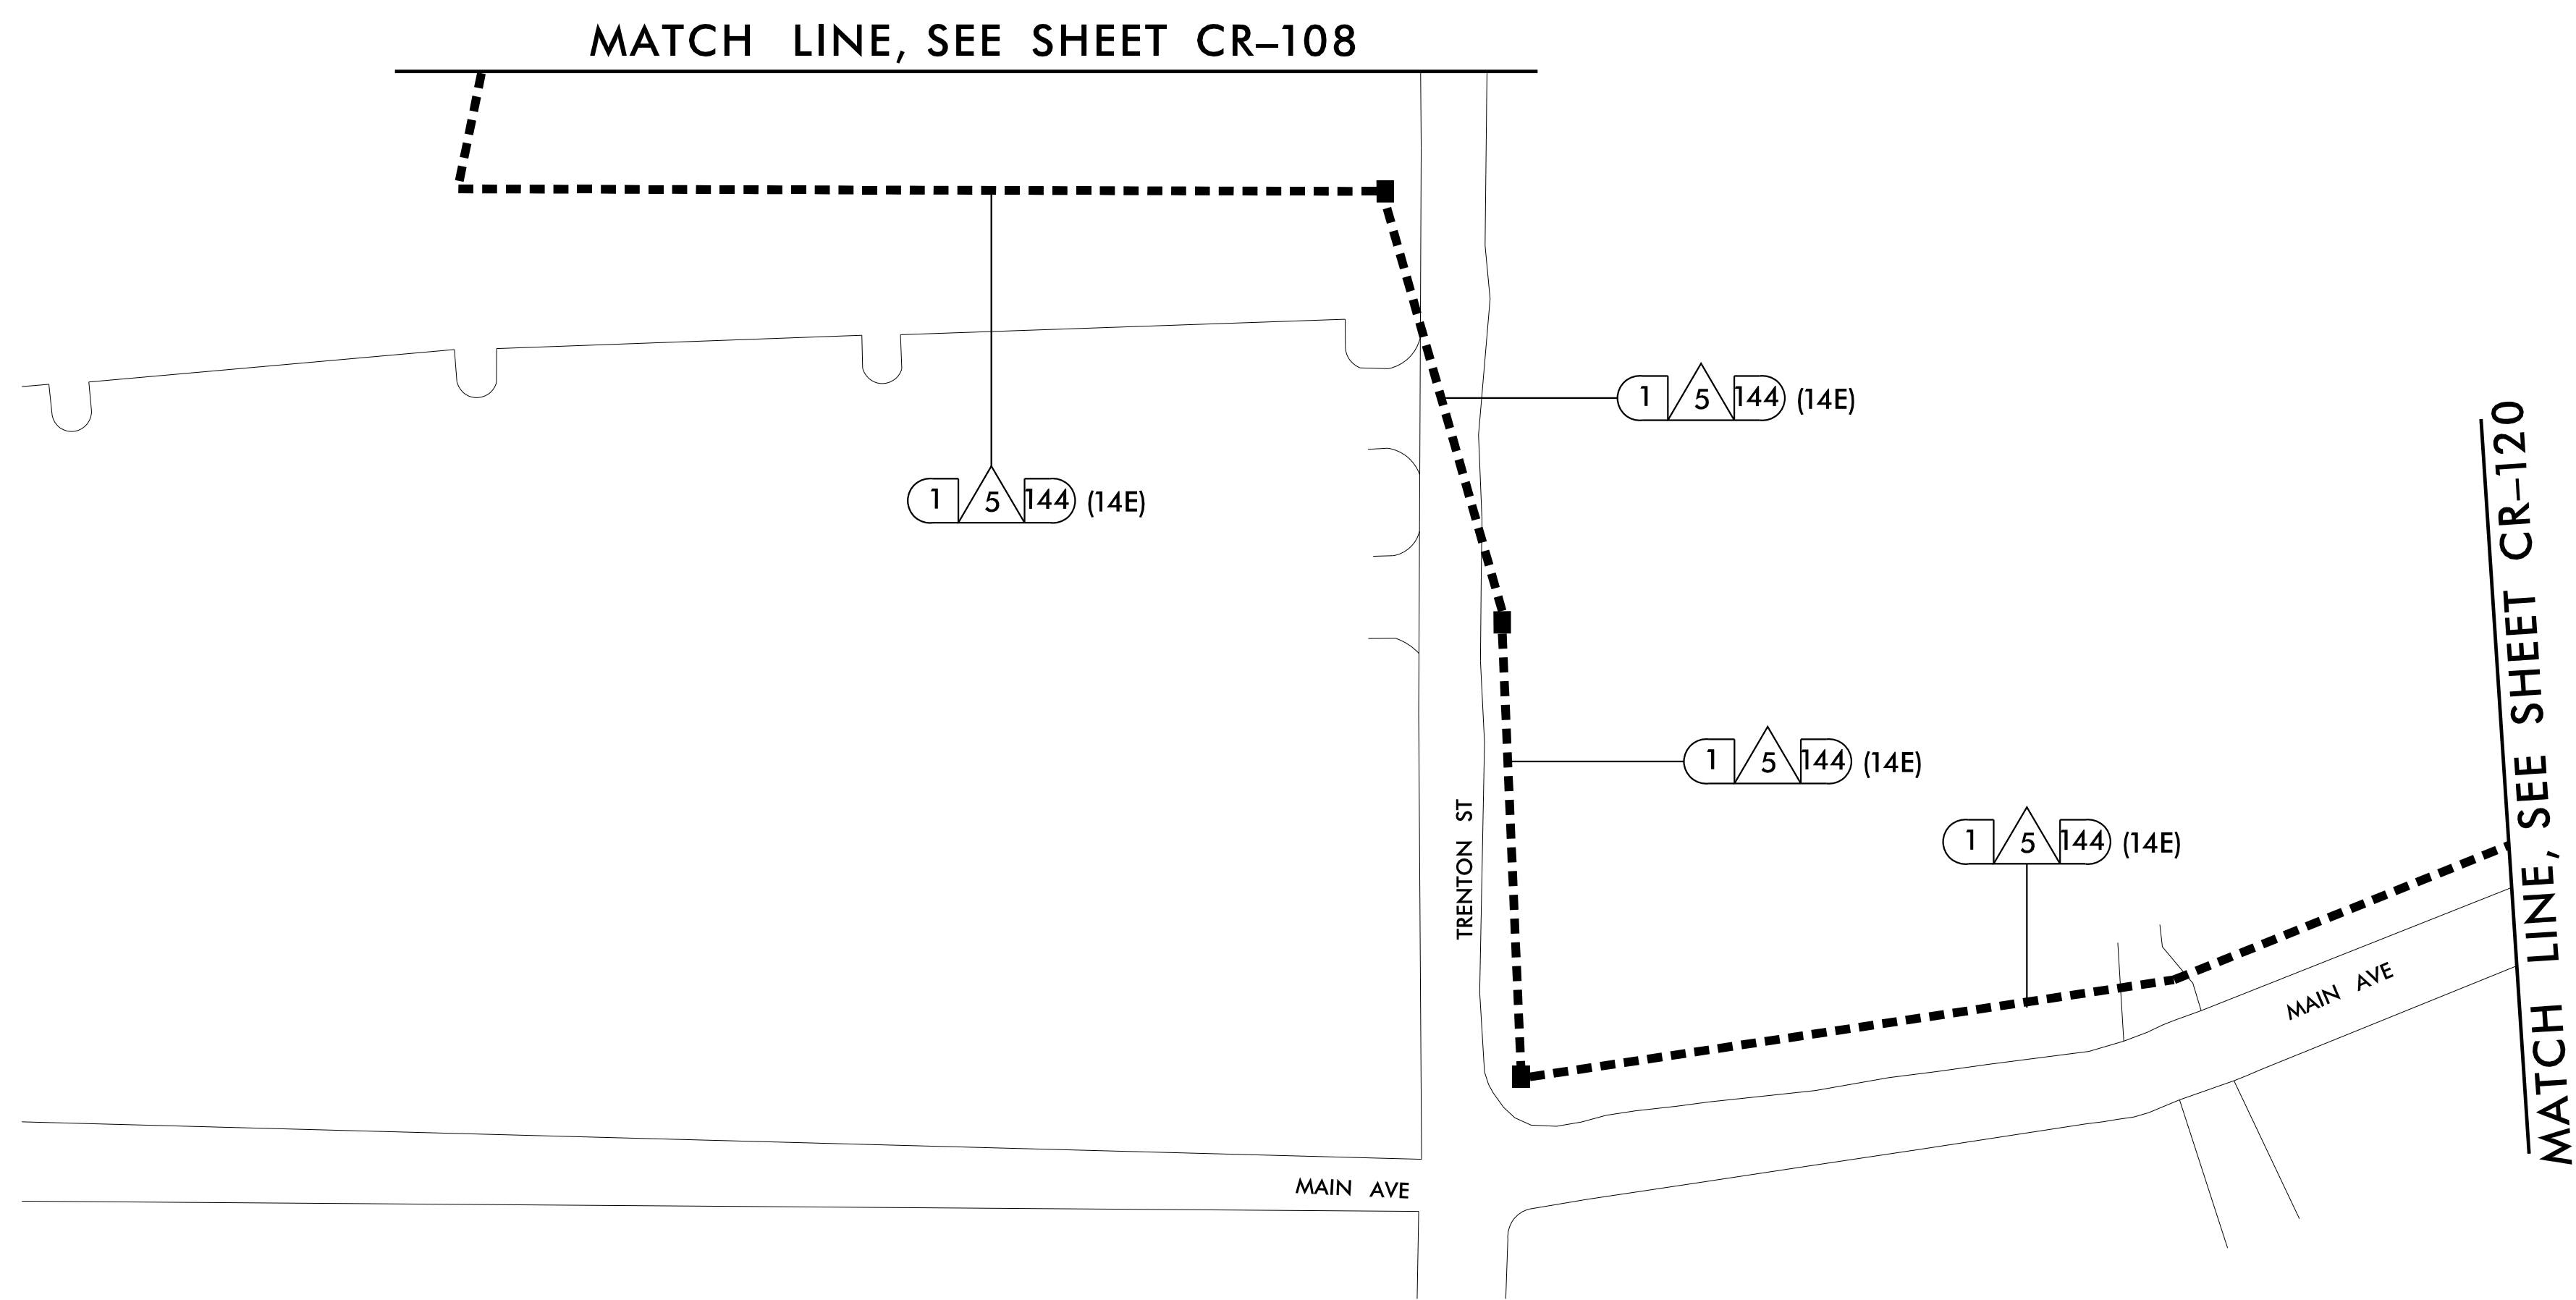 MATCH LINE, SEE SHEET CR–108
1 5 144 (14E)
1 5 144 (14E)
1 5 144 (14E)
1 5 144 (14E)
TRENTON ST
MAIN AVE
MAIN AVE
MATCH LINE, SEE SHEET CR–120